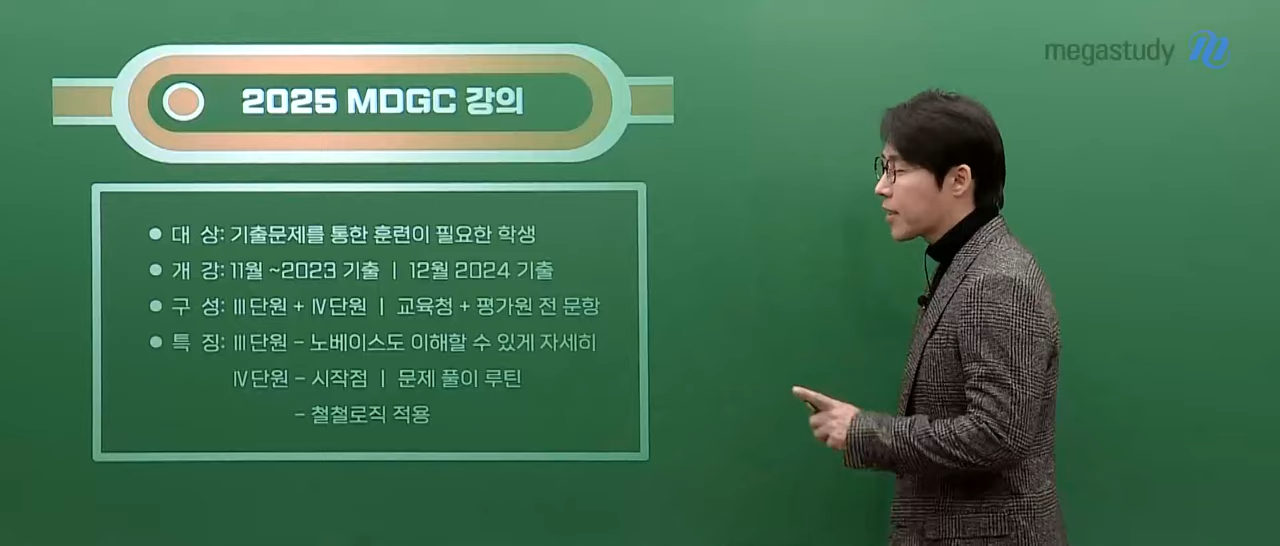 megastudy
2025 MDGC 강의
대 상: 기출문제를 통한 훈련이 필요한 학생
개 강: 11월 ~2023 기출 | 12월 2024 기출
구 성: Ⅲ단원 + Ⅳ단원 | 교육청 + 평가원 전 문항
특 징: Ⅲ단원 - 노베이스도 이해할 수 있게 자세히
Ⅳ단원 - 시작점 | 문제 풀이 루틴
- 철철로직 적용